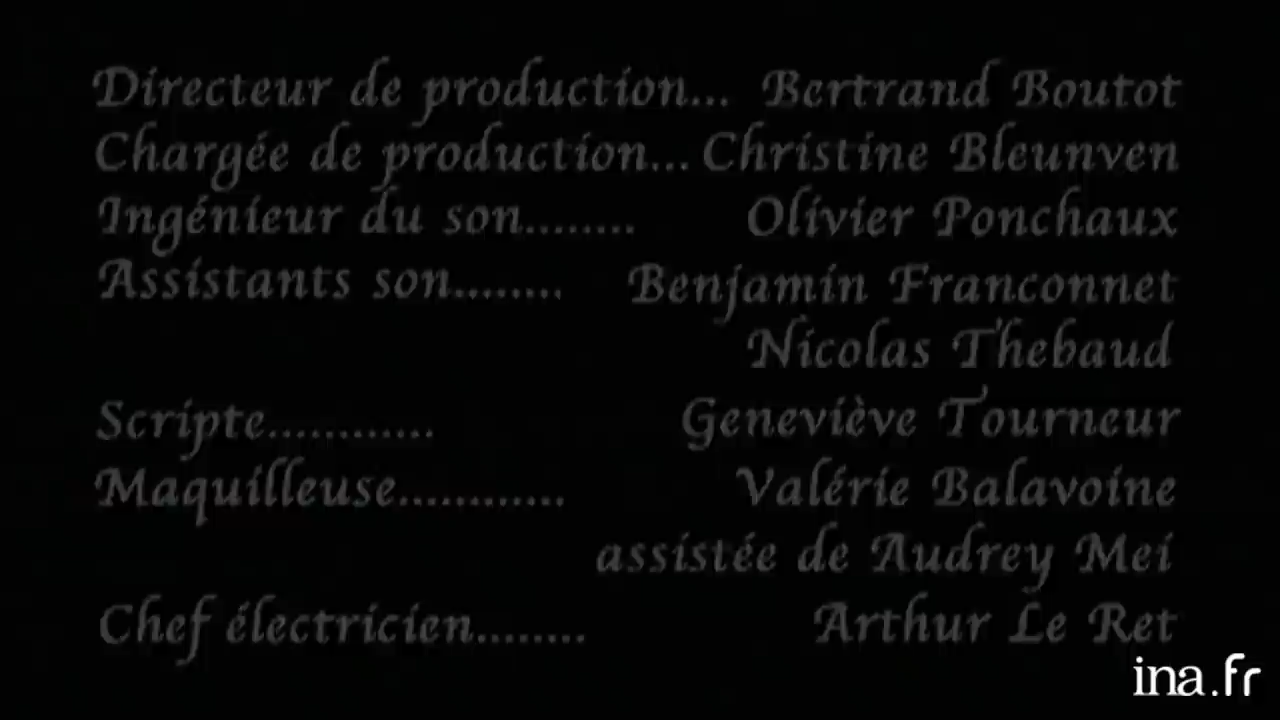 Directeur de production... Bertrand Boutot
Chargée de production... Christine Bleunven
Ingénieur du son........ Olivier Ponchaux
Assistants son........ Benjamin Franconnet
Nicolas Thebaud
Scripte............ Geneviève Tourneur
Maquilleuse............ Valérie Balavoine
assistée de Audrey Mei
Chef électricien........ Arthur Le Ret
ina.fr